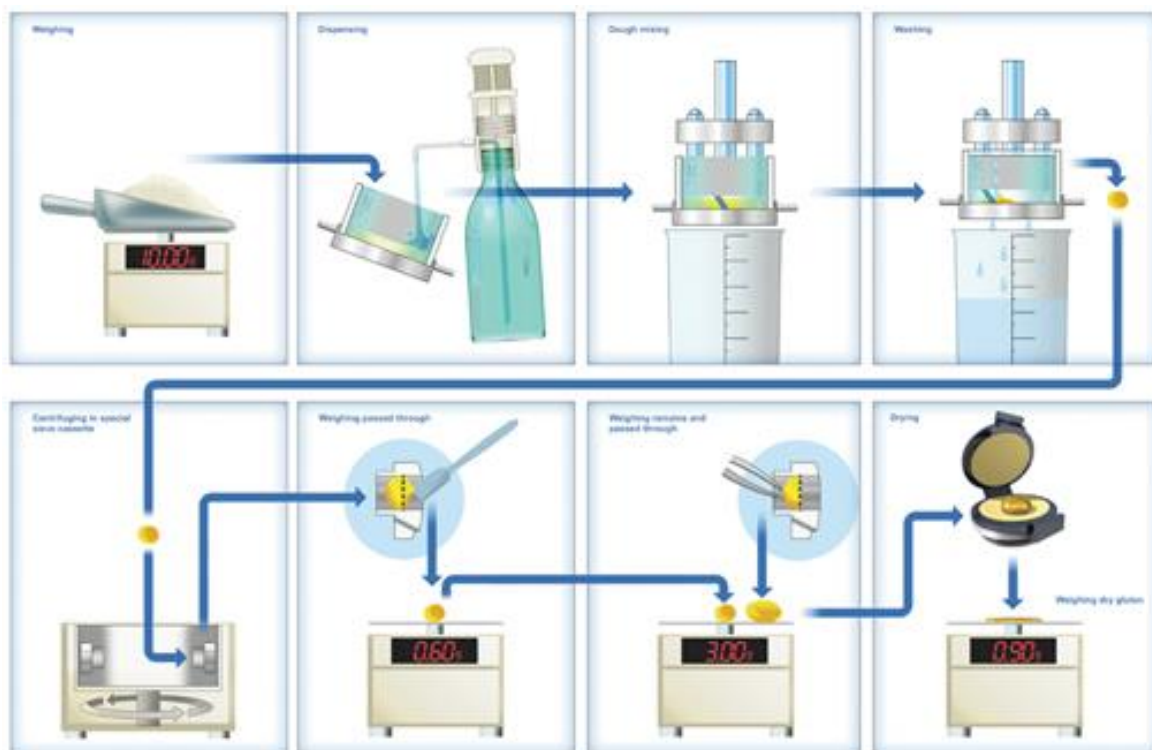 Weighing
Dispensing
Dough mixing
Washing
10.00g
Centrifuging in special
sieve cassette
Weighing passed through
Weighing remains and
passed through
Drying
Weighing dry gluten
0.60g
3.00g
0.90g